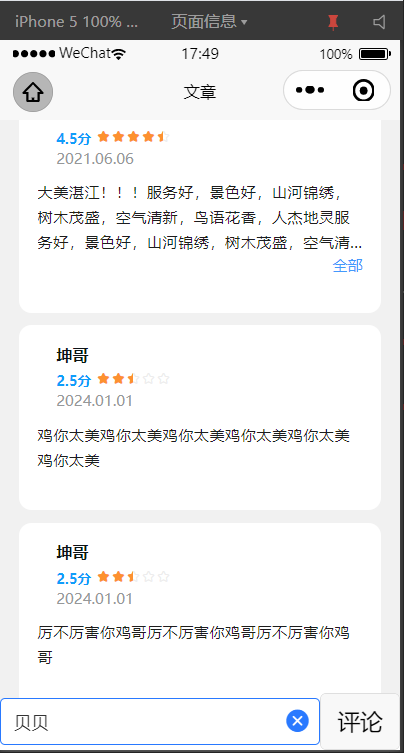 iPhone 5 100% ...
页面信息
WeChat
17:49
100%
文章
4.5分
2021.06.06
大美湛江！！！服务好，景色好，山河锦绣，
树木茂盛，空气清新，鸟语花香，人杰地灵服
务好，景色好，山河锦绣，树木茂盛，空气清...
全部
坤哥
2.5分
2024.01.01
鸡你太美鸡你太美鸡你太美鸡你太美鸡你太美
鸡你太美
坤哥
2.5分
2024.01.01
厉不厉害你鸡哥厉不厉害你鸡哥厉不厉害你鸡
哥
贝贝
评论